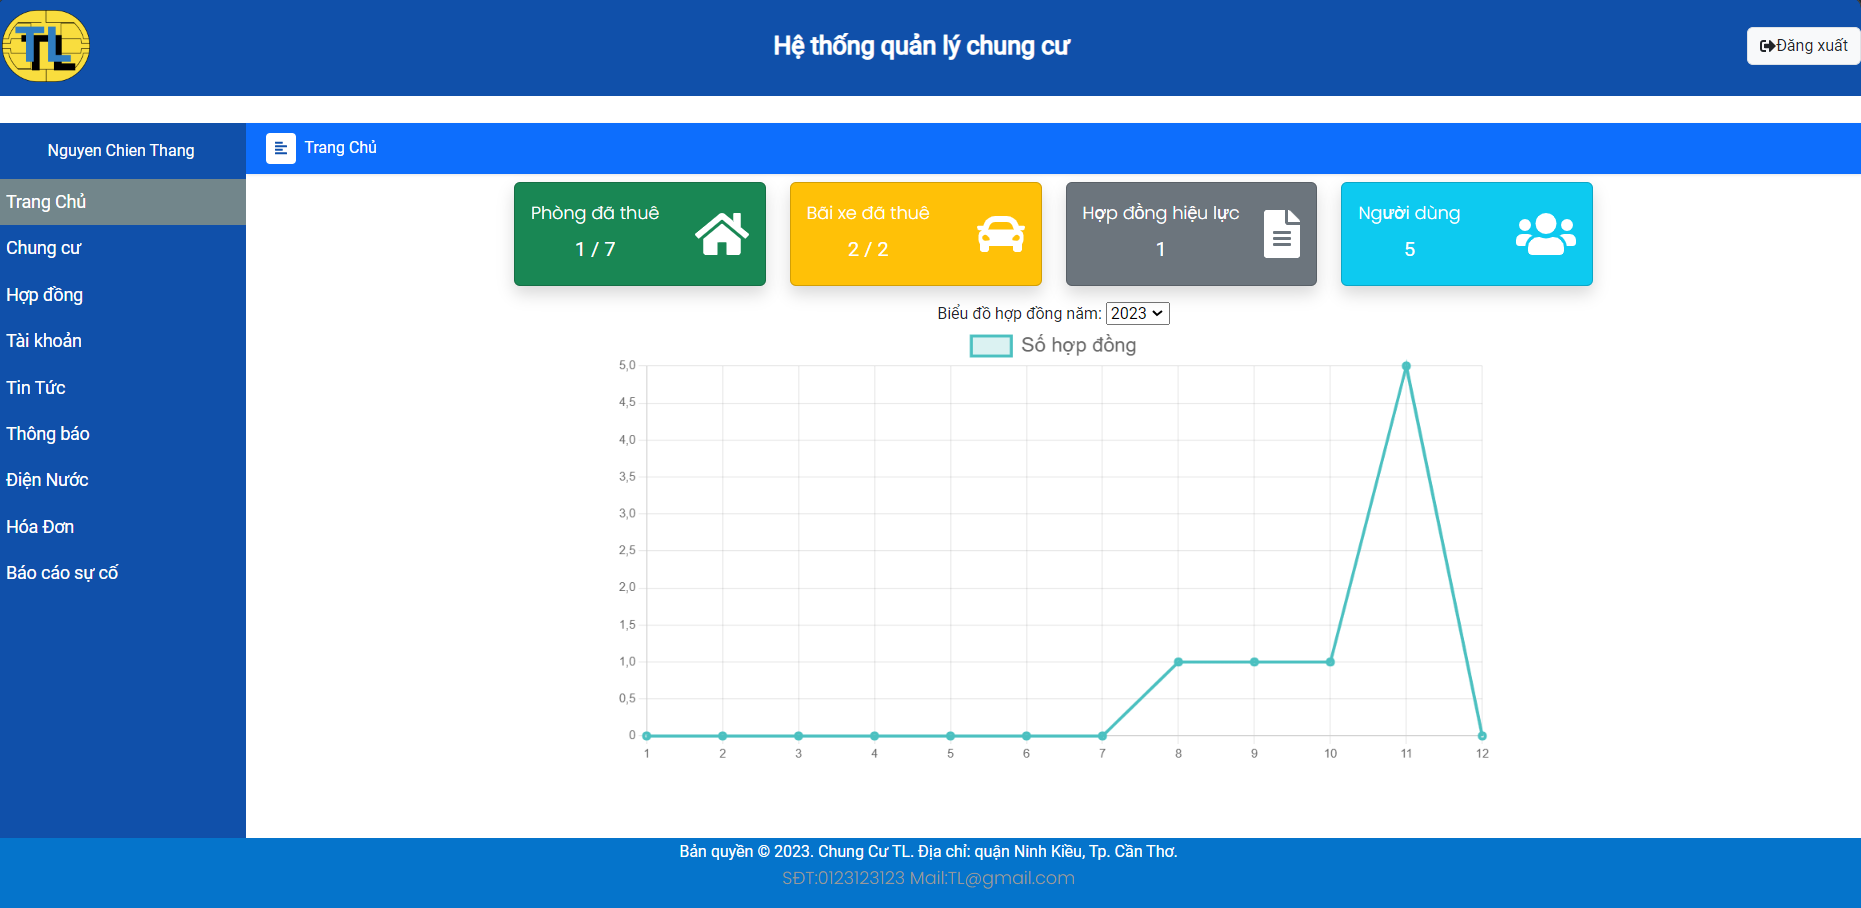 TL
Hệ thống quản lý chung cư
Đăng xuất
Nguyen Chien Thang
Trang Chủ
Trang Chủ
Chung cư
Hợp đồng
Tài khoản
Tin Tức
Thông báo
Điện Nước
Hóa Đơn
Báo cáo sự cố
Phòng đã thuê
1 / 7
Bãi xe đã thuê
2 / 2
Hợp đồng hiệu lực
1
Người dùng
5
Biểu đồ hợp đồng năm: 2023
Số hợp đồng
5,0
4,5
4,0
3,5
3,0
2,5
2,0
1,5
1,0
0,5
0
1 2 3 4 5 6 7 8 9 10 11 12
Bản quyền © 2023. Chung Cư TL. Địa chỉ: quận Ninh Kiều, Tp. Cần Thơ.
SĐT:0123123123 Mail:TL@gmail.com